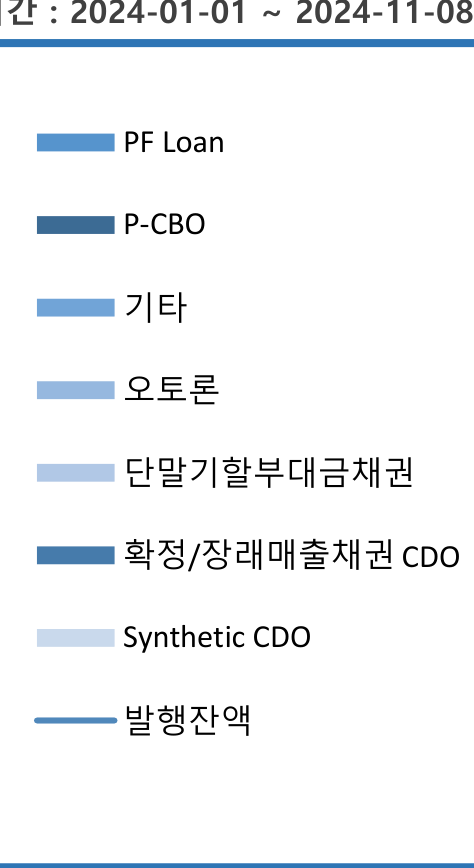 간 : 2024-01-01 ~ 2024-11-08
PF Loan
P-CBO
기타
오토론
단말기할부대금채권
확정/장래매출채권 CDO
Synthetic CDO
발행잔액